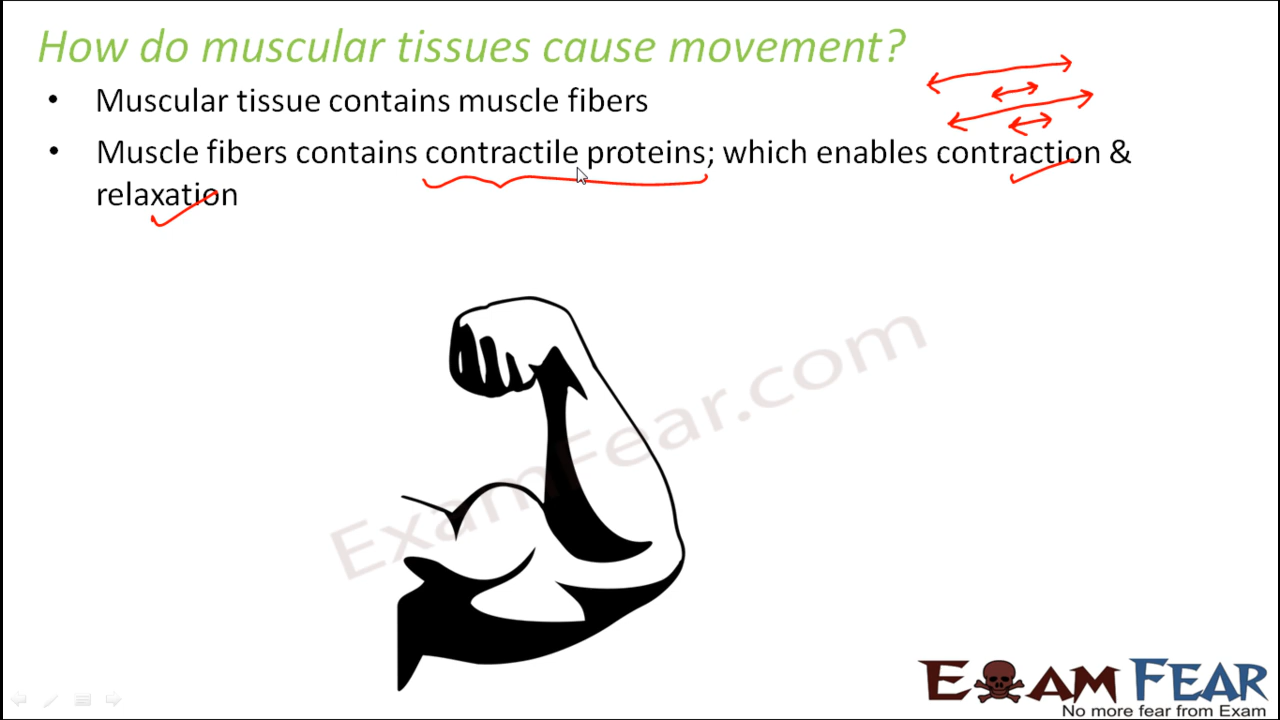 How do muscular tissues cause movement?
• Muscular tissue contains muscle fibers
• Muscle fibers contains contractile proteins; which enables contraction &
relaxation
ExamFear.com
EXAM FEAR
No more fear from Exam